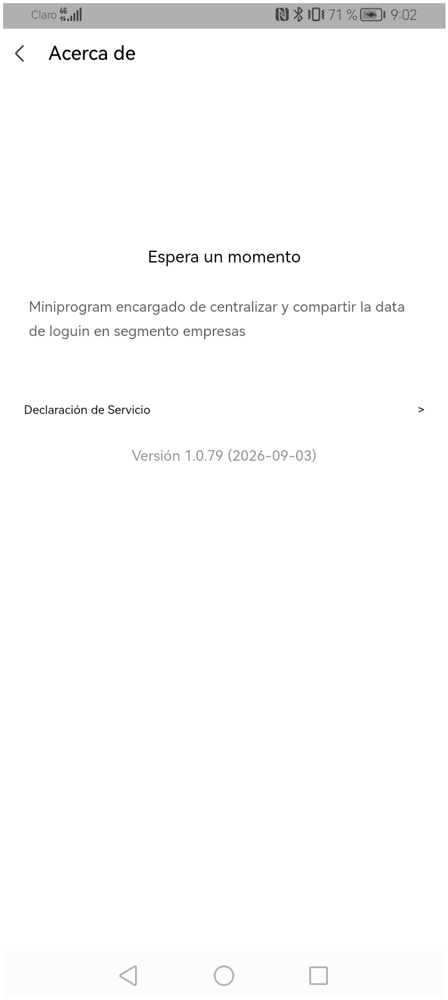 Claro 4G 71 % 9:02
Acerca de
Espera un momento
Miniprogram encargado de centralizar y compartir la data
de loguin en segmento empresas
Declaración de Servicio >
Versión 1.0.79 (2026-09-03)